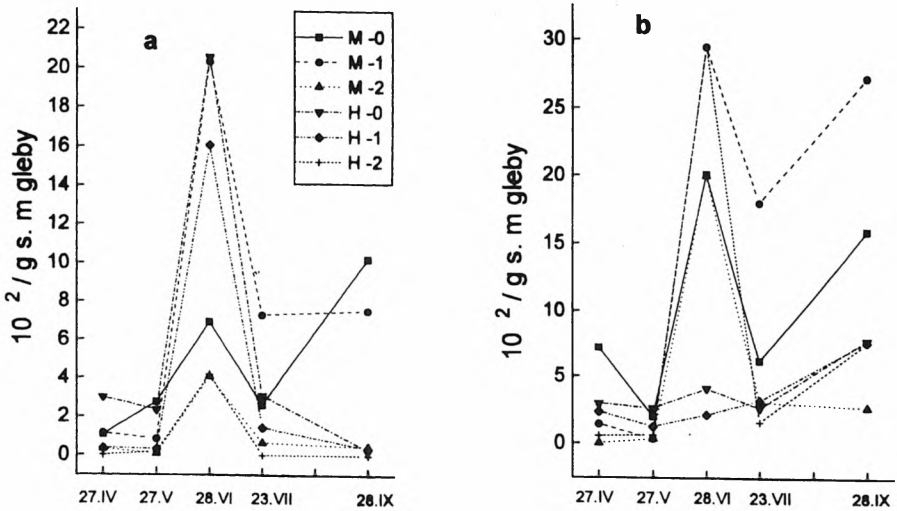 a
22
20
18
16
14
12
10
8
6
4
2
0
10 2 / g s. m gleby
27.IV 27.V 28.VI 23.VII 28.IX
M -0
M -1
M -2
H -0
H -1
H -2
b
30
25
20
15
10
5
0
10 2 / g s. m gleby
27.IV 27.V 28.VI 23.VII 28.IX